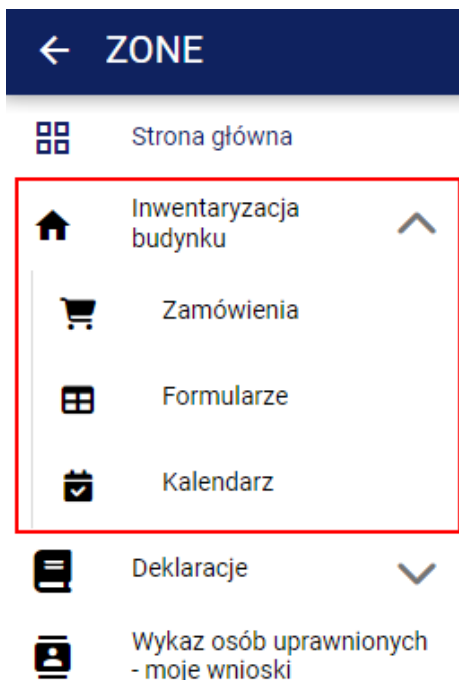 ZONE
Strona główna
Inwentaryzacja
budynku
Zamówienia
Formularze
Kalendarz
Deklaracje
Wykaz osób uprawnionych
- moje wnioski